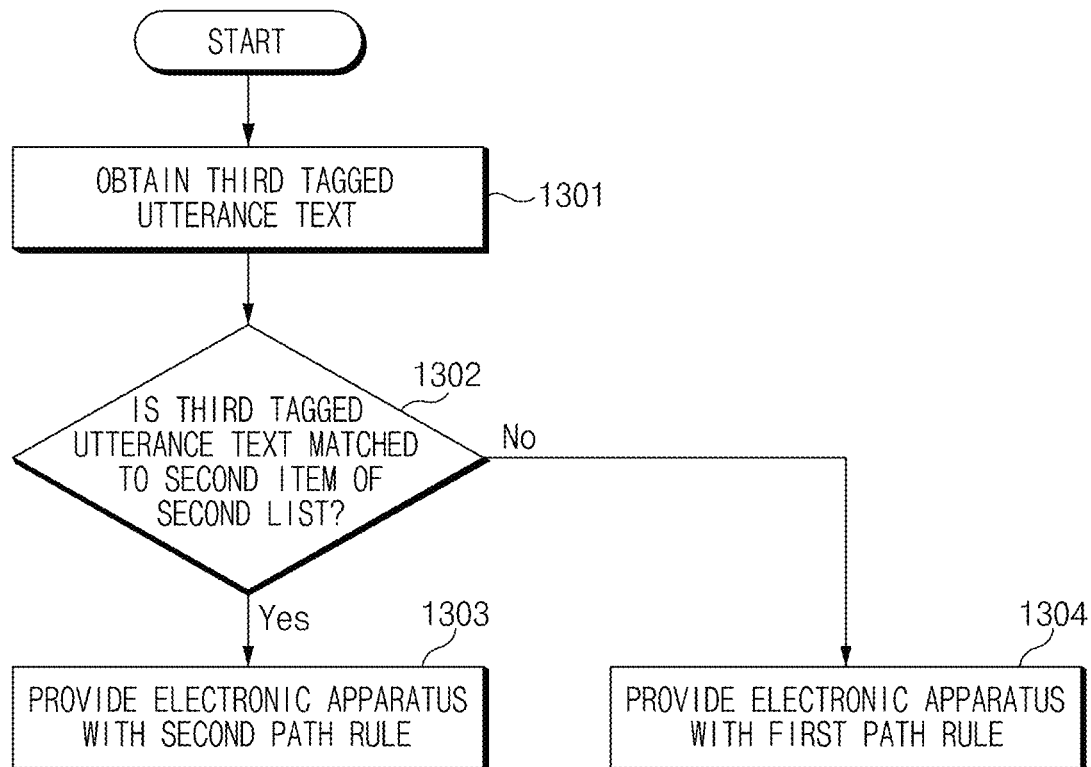 START
OBTAIN THIRD TAGGED
UTTERANCE TEXT
1301
1302
IS THIRD TAGGED
UTTERANCE TEXT MATCHED
TO SECOND ITEM OF
SECOND LIST?
No
Yes
1303
PROVIDE ELECTRONIC APPARATUS
WITH SECOND PATH RULE
1304
PROVIDE ELECTRONIC APPARATUS
WITH FIRST PATH RULE